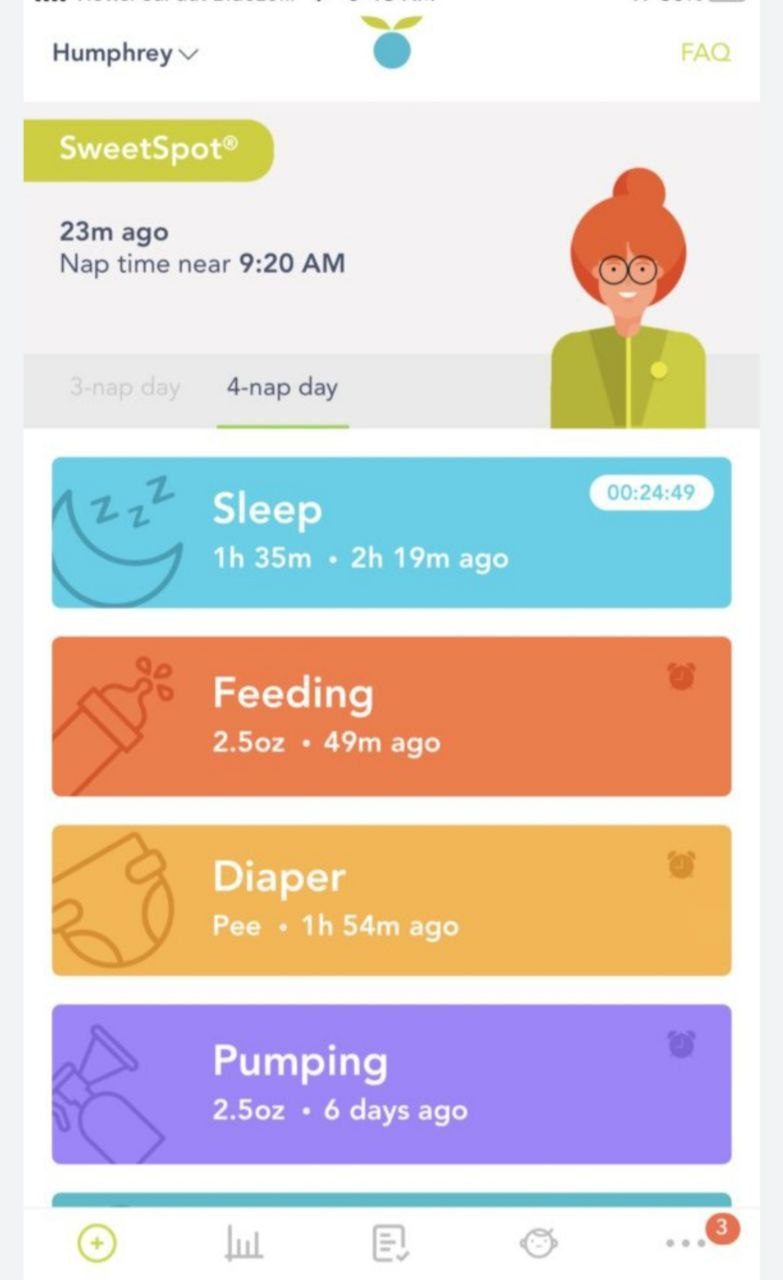 Humphrey
FAQ
SweetSpot®
23m ago
Nap time near 9:20 AM
3-nap day
4-nap day
zzz
Sleep
00:24:49
1h 35m • 2h 19m ago
Feeding
2.5oz • 49m ago
Diaper
Pee • 1h 54m ago
Pumping
2.5oz • 6 days ago
3